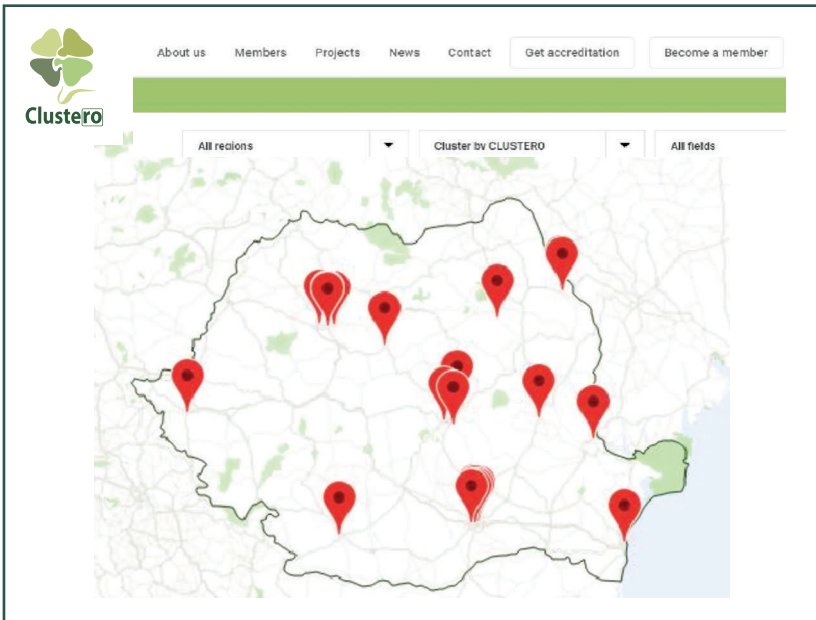 About us Members Projects News Contact Get accreditation Become a member
Clustero
All regions Cluster by CLUSTERO All fields